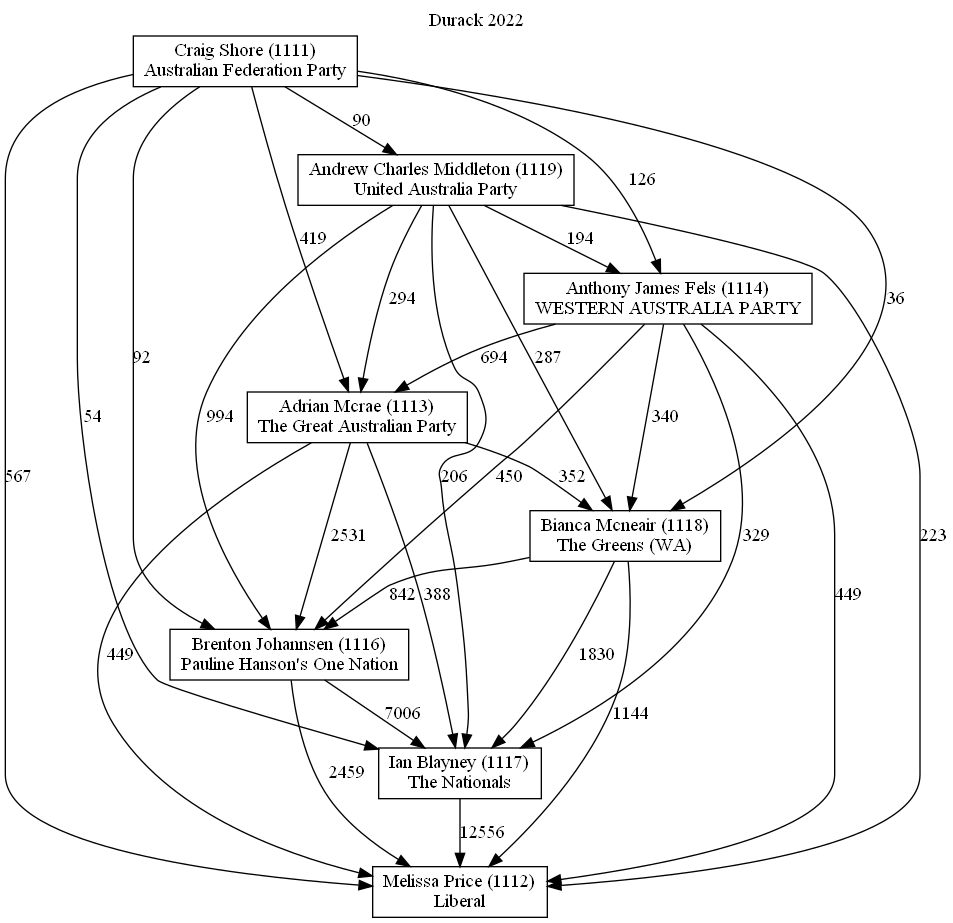 Durack 2022
Craig Shore (1111)
Australian Federation Party
90
126
Andrew Charles Middleton (1119)
United Australia Party
419
194
Anthony James Fels (1114)
WESTERN AUSTRALIA PARTY
36
294
92
694
287
Adrian Mcrae (1113)
The Great Australian Party
54
994
340
567
206
450
352
Bianca Mcneair (1118)
The Greens (WA)
2531
329
223
842
388
449
Brenton Johannsen (1116)
Pauline Hanson's One Nation
449
1830
7006
1144
Ian Blayney (1117)
The Nationals
2459
12556
Melissa Price (1112)
Liberal